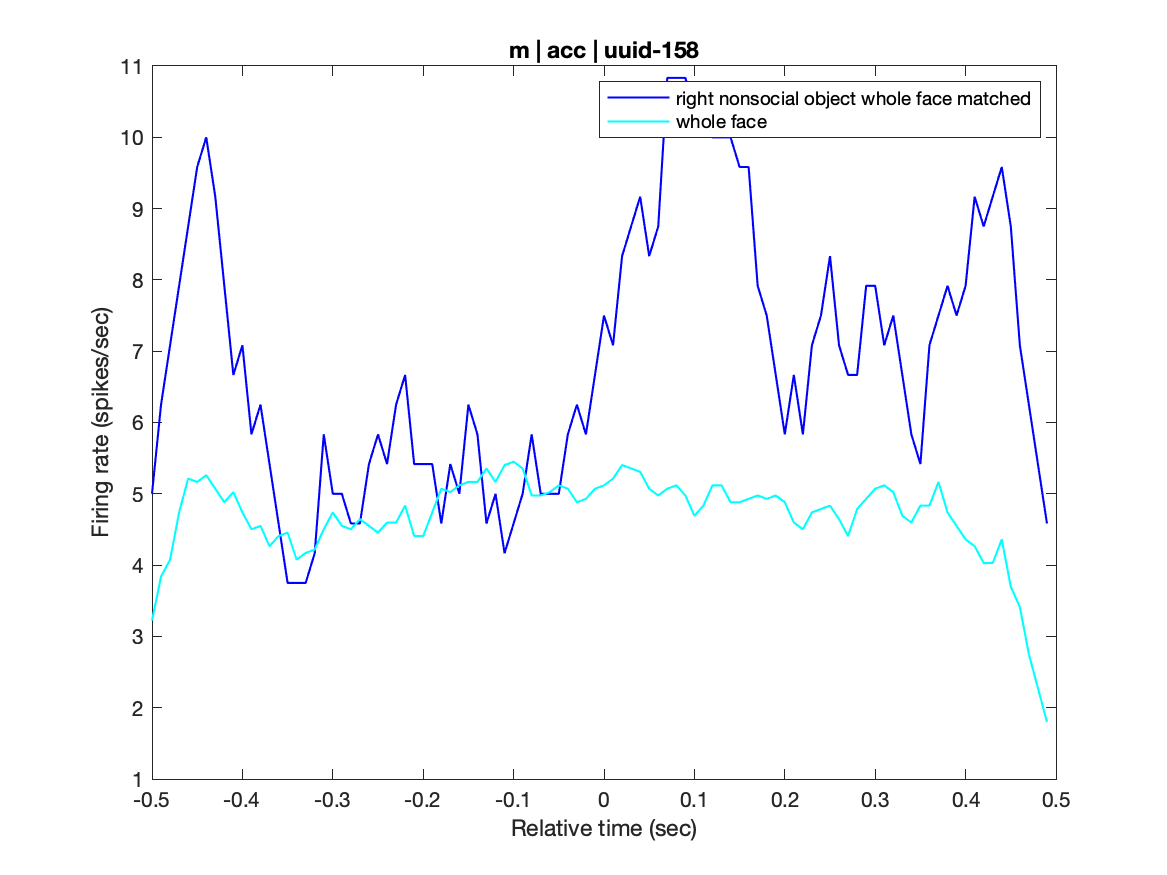 m | acc | uuid-158
11
10
9
8
7
6
5
4
3
2
1
Firing rate (spikes/sec)
right nonsocial object whole face matched
whole face
-0.5 -0.4 -0.3 -0.2 -0.1 0 0.1 0.2 0.3 0.4 0.5
Relative time (sec)